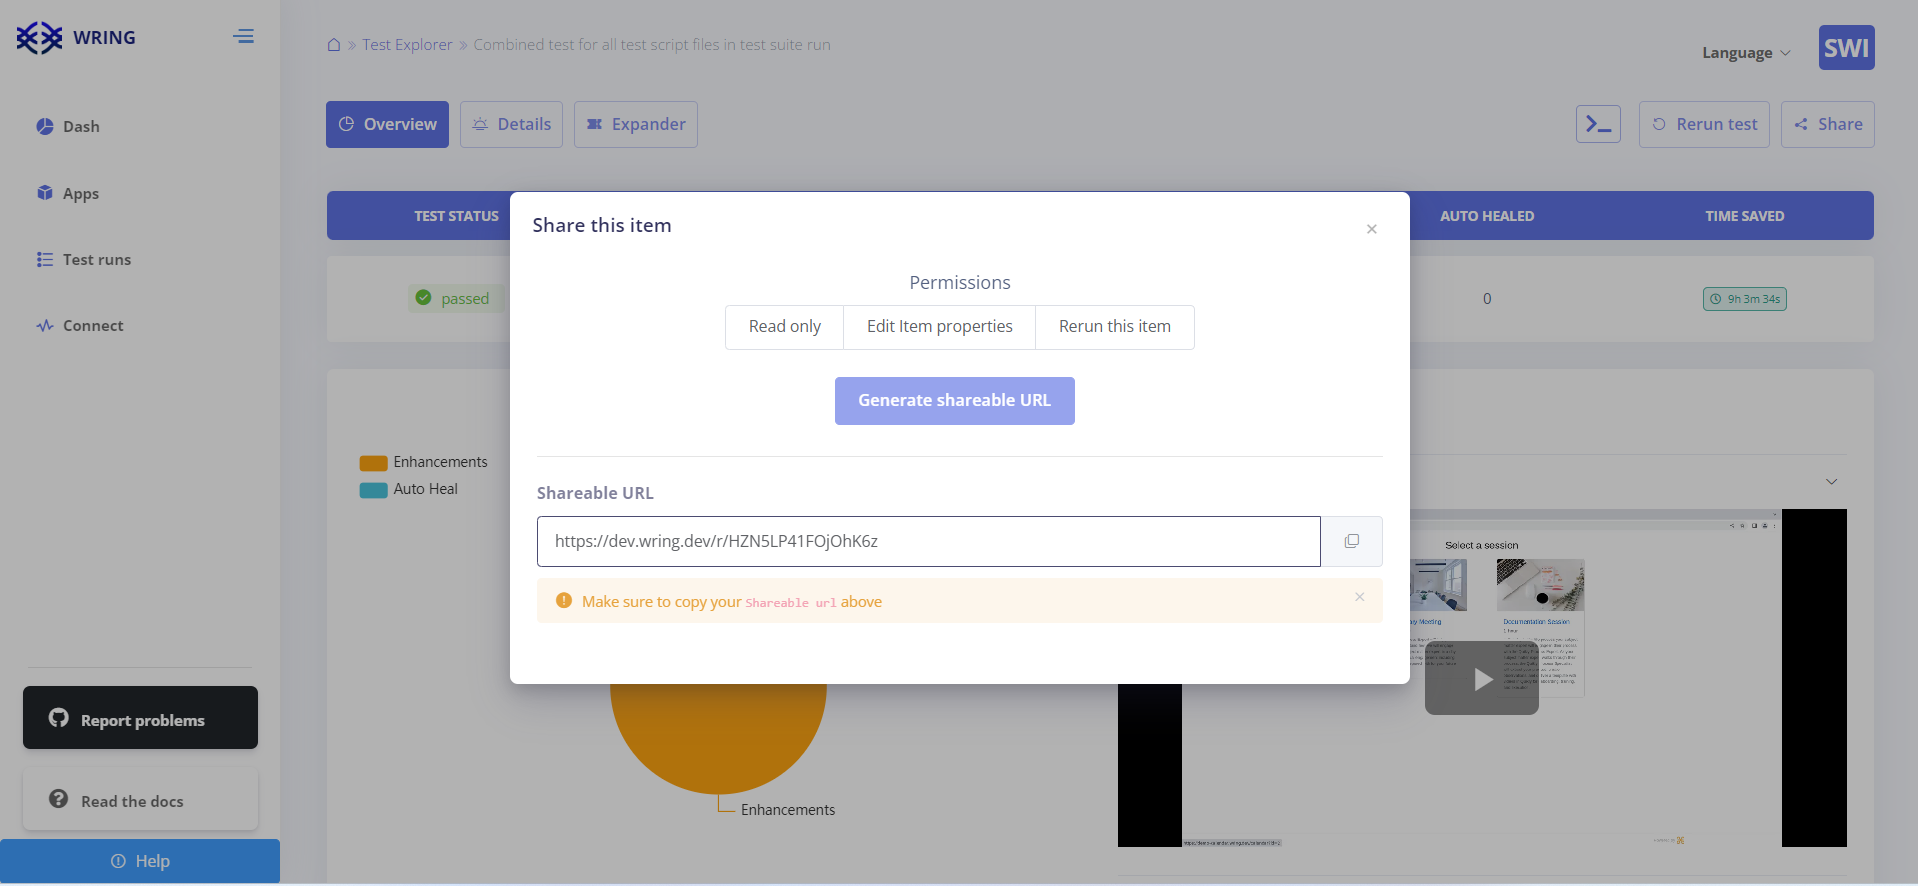 WRING
Test Explorer
Combined test for all test script files in test suite run
Language
SWI
Dash
Apps
Test runs
Connect
Overview
Details
Expander
Rerun test
Share
TEST STATUS
AUTO HEALED
TIME SAVED
passed
0
9h 3m 34s
Share this item
Permissions
Read only
Edit Item properties
Rerun this item
Generate shareable URL
Shareable URL
https://dev.wring.dev/r/HZN5LP41FOjOhK6z
Make sure to copy your Shareable url above
Enhancements
Auto Heal
Select a session
Meeting
Documentation Session
1 hour
Enhancements
Report problems
Read the docs
Help